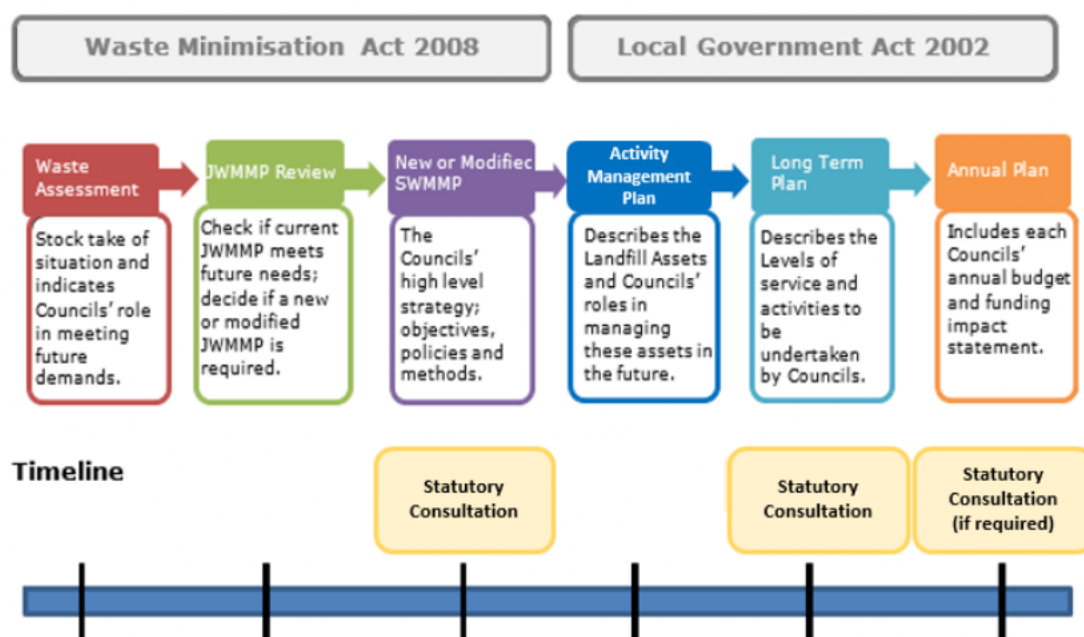 Waste Minimisation Act 2008
Local Government Act 2002
Waste
Assessment
Stock take of
situation and
indicates
Councils' role
in meeting
future
demands.
JWMMP Review
Check if current
JWMMP meets
future needs;
decide if a new
or modified
JWMMP is
required.
New or Modifiec
SWMMP
The
Councils'
high level
strategy;
objectives,
policies and
methods.
Activity
Management
Plan
Describes the
Landfill Assets
and Councils'
roles in
managing
these assets in
the future.
Long Term
Plan
Describes the
Levels of
service and
activities to
be
undertaken
by Councils.
Annual Plan
Includes each
Councils'
annual budget
and funding
impact
statement.
Timeline
Statutory
Consultation
Statutory
Consultation
Statutory
Consultation
(if required)